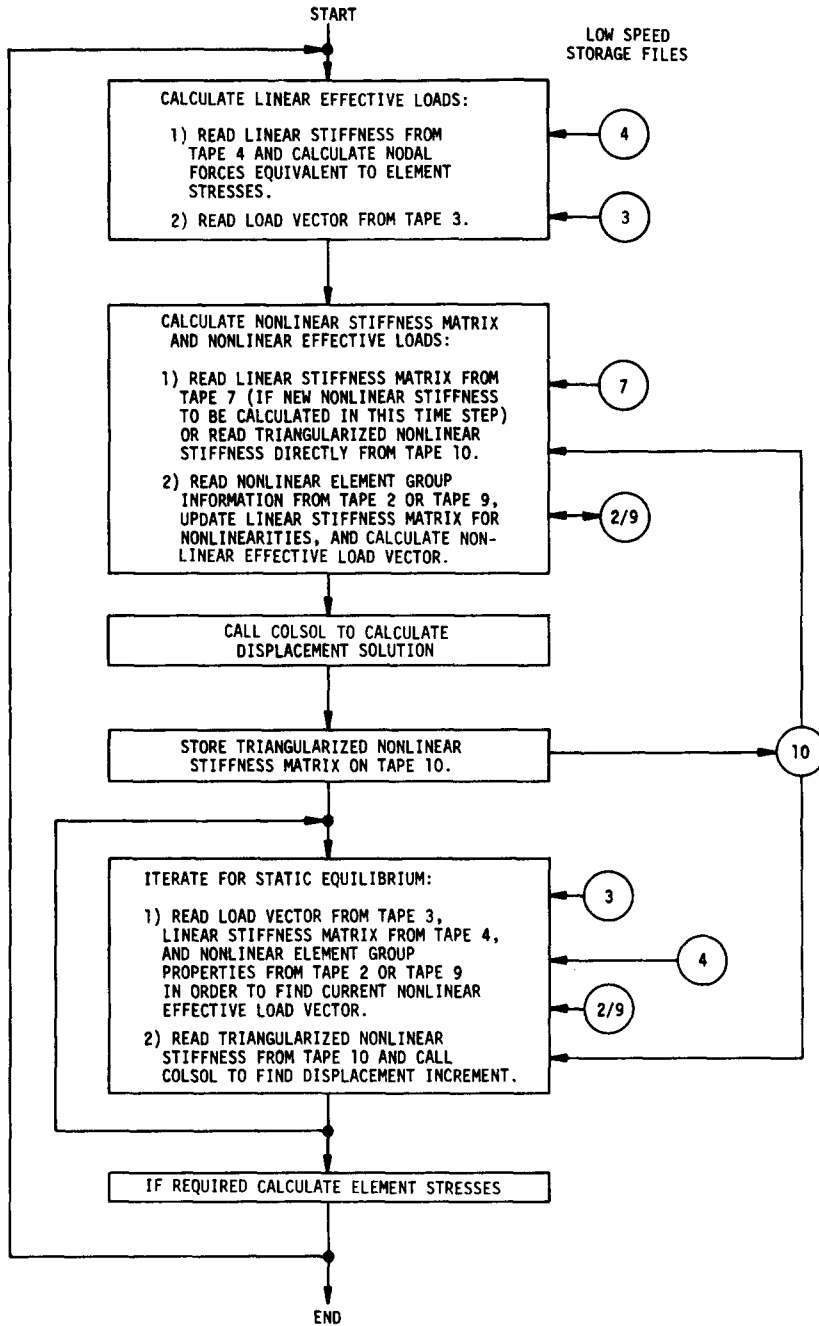 START
LOW SPEED
STORAGE FILES
CALCULATE LINEAR EFFECTIVE LOADS:
1) READ LINEAR STIFFNESS FROM
TAPE 4 AND CALCULATE NODAL
FORCES EQUIVALENT TO ELEMENT
STRESSES.
2) READ LOAD VECTOR FROM TAPE 3.
4
3
CALCULATE NONLINEAR STIFFNESS MATRIX
AND NONLINEAR EFFECTIVE LOADS:
1) READ LINEAR STIFFNESS MATRIX FROM
TAPE 7 (IF NEW NONLINEAR STIFFNESS
TO BE CALCULATED IN THIS TIME STEP)
OR READ TRIANGULARIZED NONLINEAR
STIFFNESS DIRECTLY FROM TAPE 10.
2) READ NONLINEAR ELEMENT GROUP
INFORMATION FROM TAPE 2 OR TAPE 9,
UPDATE LINEAR STIFFNESS MATRIX FOR
NONLINEARITIES, AND CALCULATE NON-
LINEAR EFFECTIVE LOAD VECTOR.
7
2/9
CALL COLSOL TO CALCULATE
DISPLACEMENT SOLUTION
STORE TRIANGULARIZED NONLINEAR
STIFFNESS MATRIX ON TAPE 10.
10
ITERATE FOR STATIC EQUILIBRIUM:
1) READ LOAD VECTOR FROM TAPE 3,
LINEAR STIFFNESS MATRIX FROM TAPE 4,
AND NONLINEAR ELEMENT GROUP
PROPERTIES FROM TAPE 2 OR TAPE 9
IN ORDER TO FIND CURRENT NONLINEAR
EFFECTIVE LOAD VECTOR.
2) READ TRIANGULARIZED NONLINEAR
STIFFNESS FROM TAPE 10 AND CALL
COLSOL TO FIND DISPLACEMENT INCREMENT.
3
4
2/9
IF REQUIRED CALCULATE ELEMENT STRESSES
END